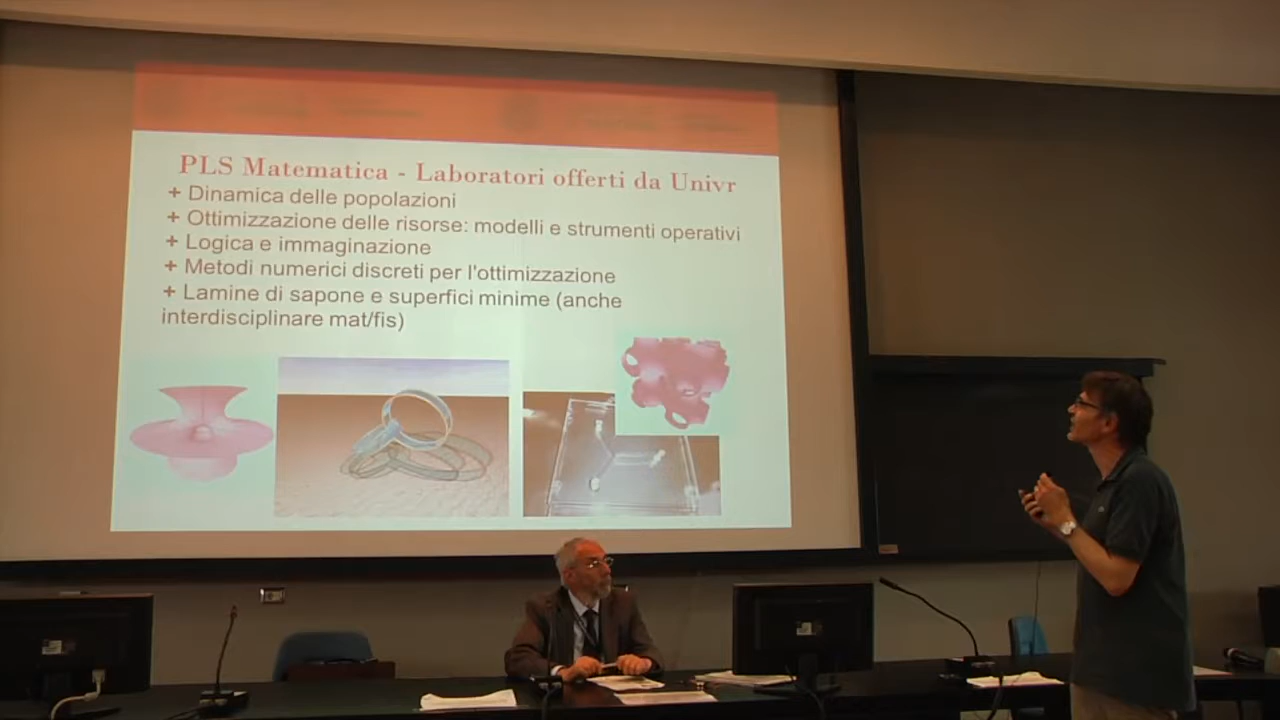 PLS Matematica - Laboratori offerti da Univr
+ Dinamica delle popolazioni
+ Ottimizzazione delle risorse: modelli e strumenti operativi
+ Logica e immaginazione
+ Metodi numerici discreti per l'ottimizzazione
+ Lamine di sapone e superfici minime (anche
interdisciplinare mat/fis)